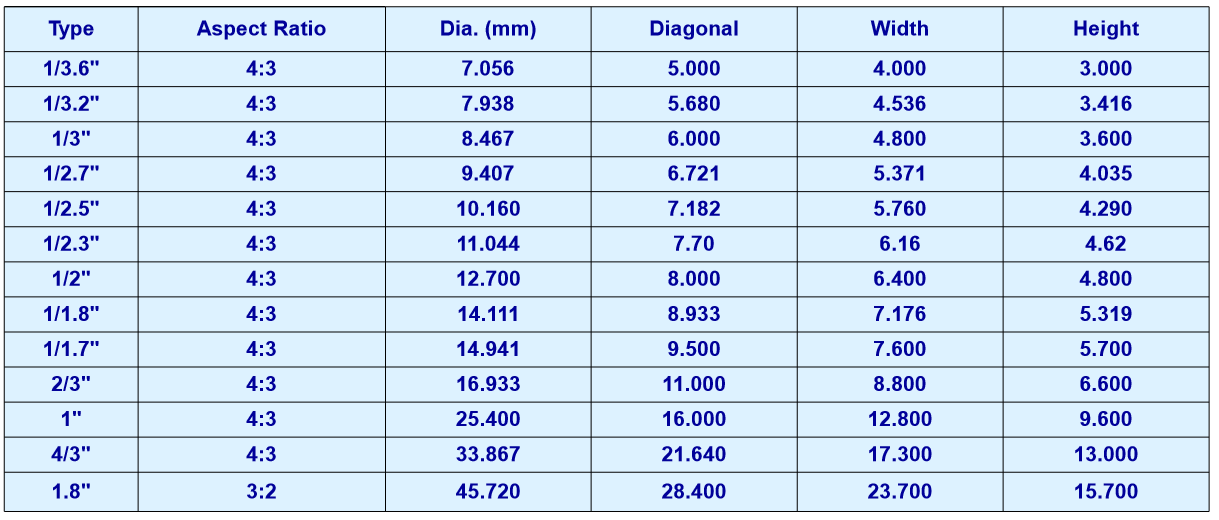 Type Aspect Ratio Dia. (mm) Diagonal Width Height
1/3.6" 4:3 7.056 5.000 4.000 3.000
1/3.2" 4:3 7.938 5.680 4.536 3.416
1/3" 4:3 8.467 6.000 4.800 3.600
1/2.7" 4:3 9.407 6.721 5.371 4.035
1/2.5" 4:3 10.160 7.182 5.760 4.290
1/2.3" 4:3 11.044 7.70 6.16 4.62
1/2" 4:3 12.700 8.000 6.400 4.800
1/1.8" 4:3 14.111 8.933 7.176 5.319
1/1.7" 4:3 14.941 9.500 7.600 5.700
2/3" 4:3 16.933 11.000 8.800 6.600
1" 4:3 25.400 16.000 12.800 9.600
4/3" 4:3 33.867 21.640 17.300 13.000
1.8" 3:2 45.720 28.400 23.700 15.700